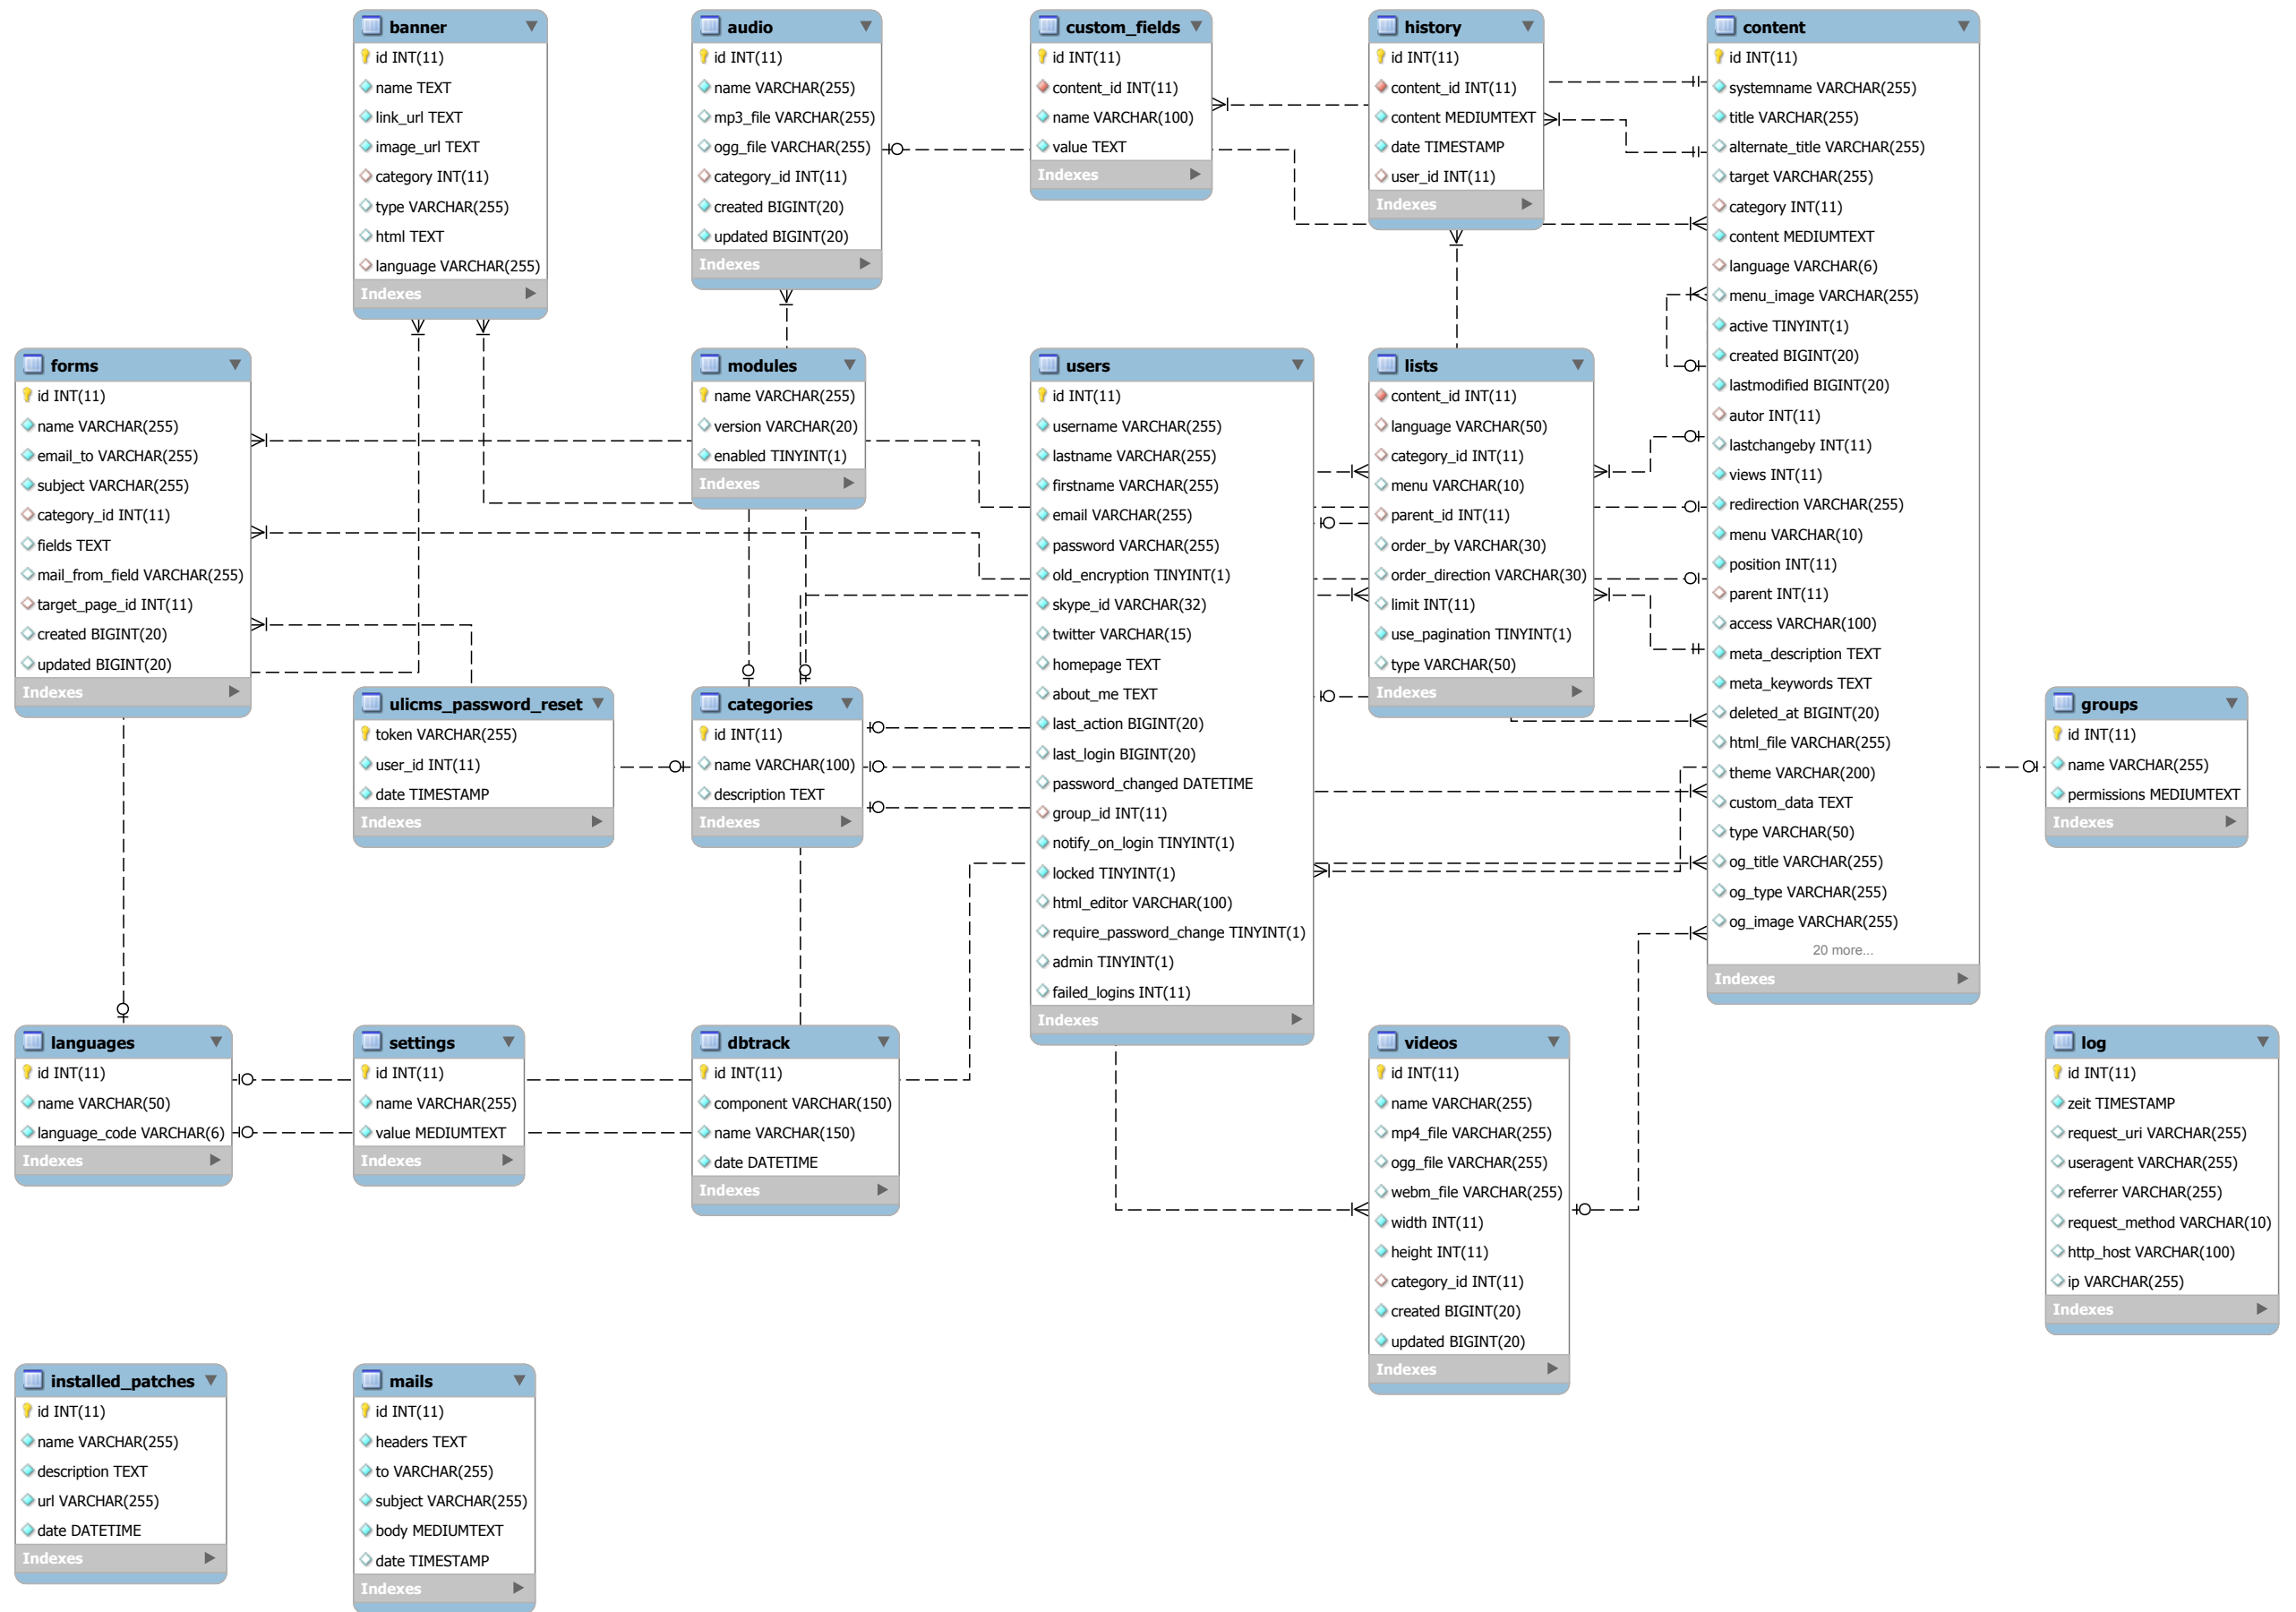 banner
id INT(11)
name TEXT
link_url TEXT
image_url TEXT
category INT(11)
type VARCHAR(255)
html TEXT
language VARCHAR(255)
Indexes
audio
id INT(11)
name VARCHAR(255)
mp3_file VARCHAR(255)
ogg_file VARCHAR(255)
category_id INT(11)
created BIGINT(20)
updated BIGINT(20)
Indexes
custom_fields
id INT(11)
content_id INT(11)
name VARCHAR(100)
value TEXT
Indexes
history
id INT(11)
content_id INT(11)
content MEDIUMTEXT
date TIMESTAMP
user_id INT(11)
Indexes
content
id INT(11)
systemname VARCHAR(255)
title VARCHAR(255)
alternate_title VARCHAR(255)
target VARCHAR(255)
category INT(11)
content MEDIUMTEXT
language VARCHAR(6)
menu_image VARCHAR(255)
active TINYINT(1)
created BIGINT(20)
lastmodified BIGINT(20)
autor INT(11)
lastchangeby INT(11)
views INT(11)
redirection VARCHAR(255)
menu VARCHAR(10)
position INT(11)
parent INT(11)
access VARCHAR(100)
meta_description TEXT
meta_keywords TEXT
deleted_at BIGINT(20)
html_file VARCHAR(255)
theme VARCHAR(200)
custom_data TEXT
type VARCHAR(50)
og_title VARCHAR(255)
og_type VARCHAR(255)
og_image VARCHAR(255)
20 more...
Indexes
forms
id INT(11)
name VARCHAR(255)
email_to VARCHAR(255)
subject VARCHAR(255)
category_id INT(11)
fields TEXT
mail_from_field VARCHAR(255)
target_page_id INT(11)
created BIGINT(20)
updated BIGINT(20)
Indexes
modules
name VARCHAR(255)
version VARCHAR(20)
enabled TINYINT(1)
Indexes
users
id INT(11)
username VARCHAR(255)
lastname VARCHAR(255)
firstname VARCHAR(255)
email VARCHAR(255)
password VARCHAR(255)
old_encryption TINYINT(1)
skype_id VARCHAR(32)
twitter VARCHAR(15)
homepage TEXT
about_me TEXT
last_action BIGINT(20)
last_login BIGINT(20)
password_changed DATETIME
group_id INT(11)
notify_on_login TINYINT(1)
locked TINYINT(1)
html_editor VARCHAR(100)
require_password_change TINYINT(1)
admin TINYINT(1)
failed_logins INT(11)
Indexes
lists
content_id INT(11)
language VARCHAR(50)
category_id INT(11)
menu VARCHAR(10)
parent_id INT(11)
order_by VARCHAR(30)
order_direction VARCHAR(30)
limit INT(11)
use_pagination TINYINT(1)
type VARCHAR(50)
Indexes
ulicms_password_reset
token VARCHAR(255)
user_id INT(11)
date TIMESTAMP
Indexes
categories
id INT(11)
name VARCHAR(100)
description TEXT
Indexes
groups
id INT(11)
name VARCHAR(255)
permissions MEDIUMTEXT
Indexes
languages
id INT(11)
name VARCHAR(50)
language_code VARCHAR(6)
Indexes
settings
id INT(11)
name VARCHAR(255)
value MEDIUMTEXT
Indexes
dbtrack
id INT(11)
component VARCHAR(150)
name VARCHAR(150)
date DATETIME
Indexes
videos
id INT(11)
name VARCHAR(255)
mp4_file VARCHAR(255)
ogg_file VARCHAR(255)
webm_file VARCHAR(255)
width INT(11)
height INT(11)
category_id INT(11)
created BIGINT(20)
updated BIGINT(20)
Indexes
log
id INT(11)
zeit TIMESTAMP
request_uri VARCHAR(255)
useragent VARCHAR(255)
referrer VARCHAR(255)
request_method VARCHAR(10)
http_host VARCHAR(100)
ip VARCHAR(255)
Indexes
installed_patches
id INT(11)
name VARCHAR(255)
description TEXT
url VARCHAR(255)
date DATETIME
Indexes
mails
id INT(11)
headers TEXT
to VARCHAR(255)
subject VARCHAR(255)
body MEDIUMTEXT
date TIMESTAMP
Indexes